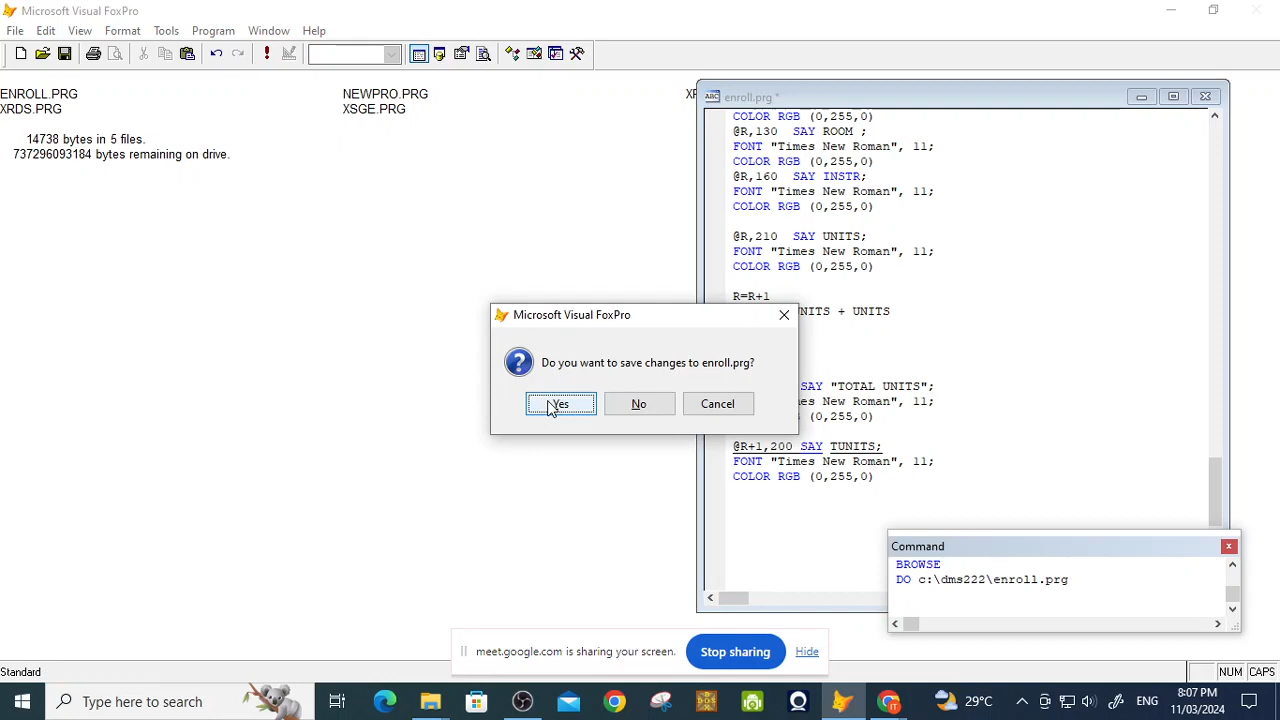 Microsoft Visual FoxPro
File Edit View Format Tools Program Window Help
ENROLL.PRG NEWPRO.PRG
XRDS.PRG XSGE.PRG
14738 bytes in 5 files.
737296093184 bytes remaining on drive.
enroll.prg *
COLOR RGB (0,255,0)
@R,130 SAY ROOM ;
FONT "Times New Roman", 11;
COLOR RGB (0,255,0)
@R,160 SAY INSTR;
FONT "Times New Roman", 11;
COLOR RGB (0,255,0)
@R,210 SAY UNITS;
FONT "Times New Roman", 11;
COLOR RGB (0,255,0)
R=R+1
NITS + UNITS
SAY "TOTAL UNITS";
imes New Roman", 11;
GB (0,255,0)
@R+1,200 SAY TUNITS;
FONT "Times New Roman", 11;
COLOR RGB (0,255,0)
Microsoft Visual FoxPro
Do you want to save changes to enroll.prg?
Yes No Cancel
Command
BROWSE
DO c:\dms222\enroll.prg
meet.google.com is sharing your screen. Stop sharing Hide
Standard NUM CAPS
Type here to search 29°C ENG 8:07 PM
11/03/2024